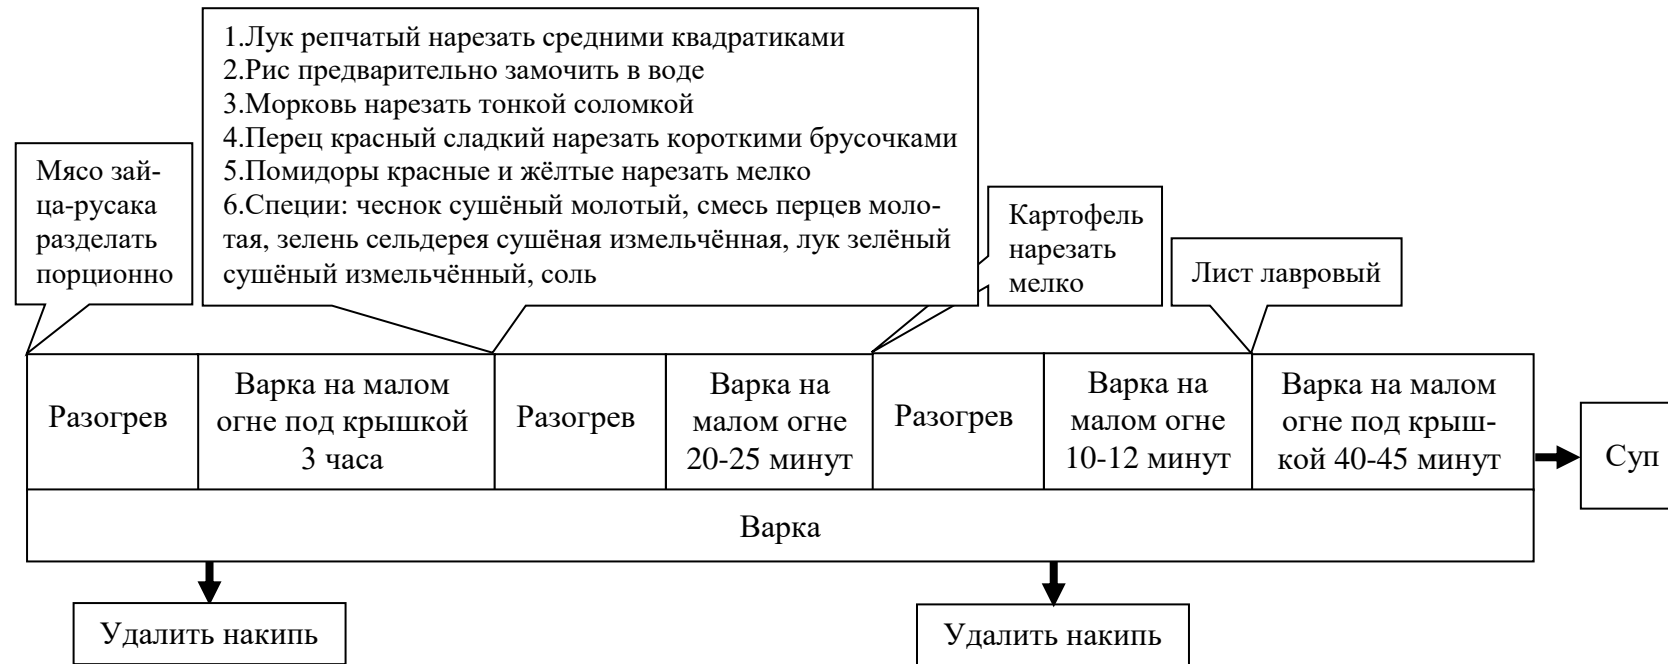 1.Лук репчатый нарезать средними квадратиками
2.Рис предварительно замочить в воде
3.Морковь нарезать тонкой соломкой
4.Перец красный сладкий нарезать короткими брусочками
5.Помидоры красные и жёлтые нарезать мелко
6.Специи: чеснок сушёный молотый, смесь перцев моло-
тая, зелень сельдерея сушёная измельчённая, лук зелёный
сушёный измельчённый, соль
Мясо зай-
ца-русака
разделать
порционно
Картофель
нарезать
мелко
Лист лавровый
Разогрев
Варка на малом
огне под крышкой
3 часа
Разогрев
Варка на
малом огне
20-25 минут
Разогрев
Варка на
малом огне
10-12 минут
Варка на малом
огне под крыш-
кой 40-45 минут
Суп
Варка
Удалить накипь
Удалить накипь